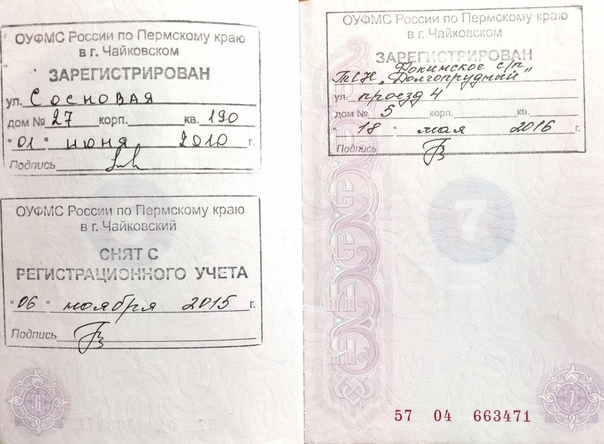 ОУФМС России по Пермскому краю
в г. Чайковском
ЗАРЕГИСТРИРОВАН
ул. Сосновая
дом № 27 корп. кв. 190
"01" июня 2010 г.
Подпись
ОУФМС России по Пермскому краю
в г. Чайковский
СНЯТ С
РЕГИСТРАЦИОННОГО УЧЕТА
"06" ноября 2015 г.
Подпись
6
ОУФМС России по Пермскому краю
в г. Чайковском
ЗАРЕГИСТРИРОВАН
Фокинское с/п,
ТСН „Долгопрудный"
ул. проезд 4
дом № 5 корп. кв.
"18" мая 2016 г.
Подпись
7
7
57 04 663471